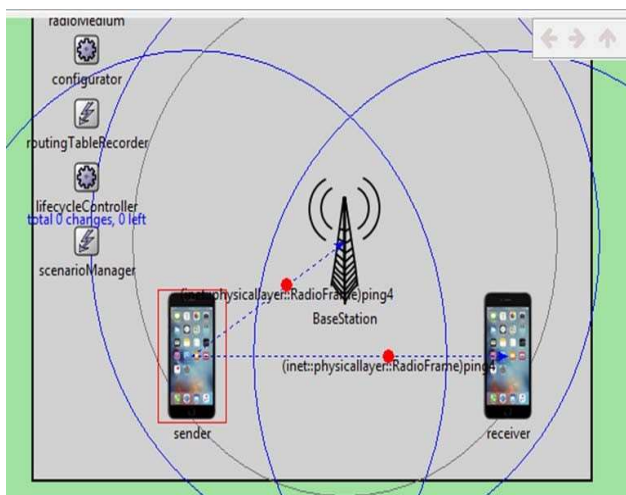 radioMedium
configurator
routingTableRecorder
lifecycleController
total 0 changes, 0 left
scenarioManager
(inet::physicallayer::RadioFrame)ping4
BaseStation
(inet::physicallayer::RadioFrame)ping4
sender
receiver